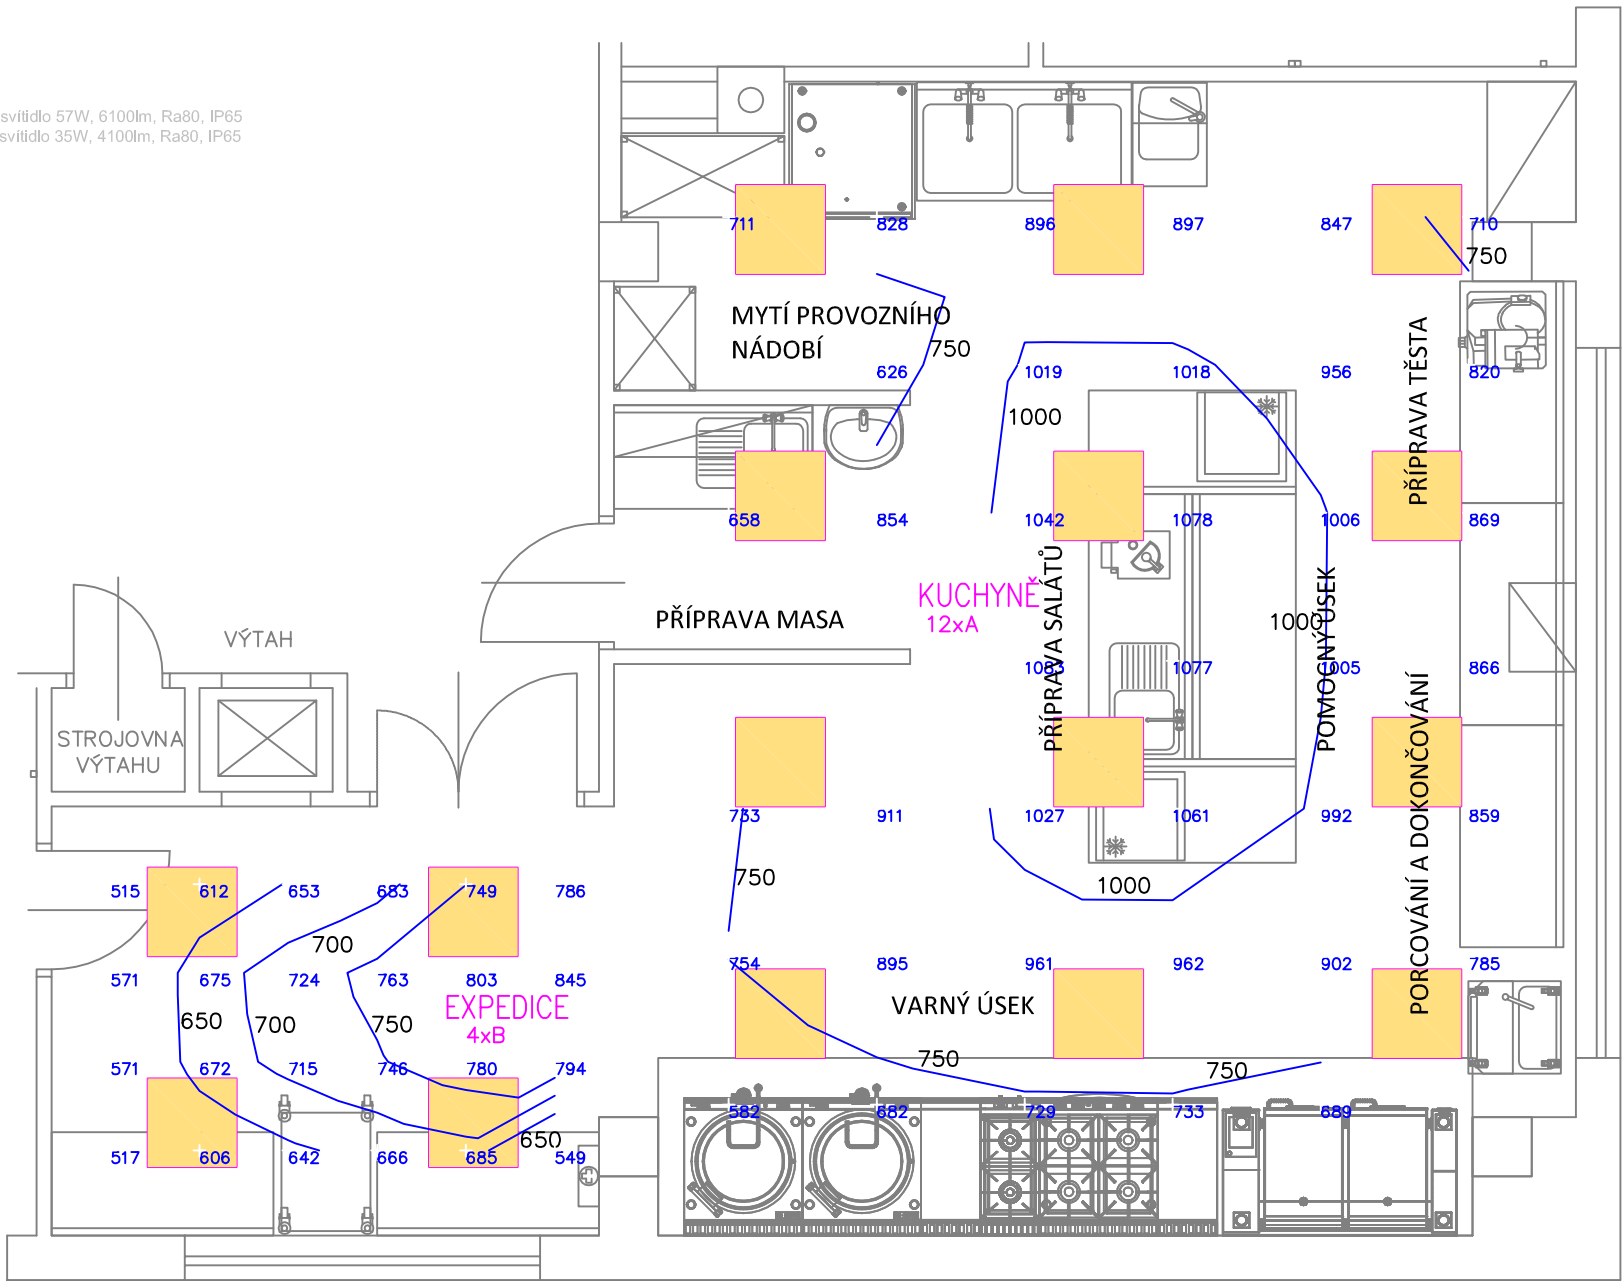 svítidlo 57W, 6100lm, Ra80, IP65
svítidlo 35W, 4100lm, Ra80, IP65
711 828 896 897 847 710
750
MYTÍ PROVOZNÍHO
NÁDOBÍ
750
626 1019 1018 956 820
1000
PŘÍPRAVA TĚSTA
658 854 1042 1078 1006 869
KUCHYNĚ
12xA
PŘÍPRAVA MASA
PŘÍPRAVA SALÁTŮ
1000
POMOCNÝ ÚSEK
VÝTAH
1077 1005 866
STROJOVNA
VÝTAHU
PORCOVÁNÍ A DOKONČOVÁNÍ
733 911 1027 1061 992 859
750
1000
515 612 653 683 749 786
700
754 895 961 962 902 785
571 675 724 763 803 845
EXPEDICE
4xB
VARNÝ ÚSEK
650 700 750
750 750
571 672 715 746 780 794
582 682 729 733 689
650
517 606 642 666 685 549